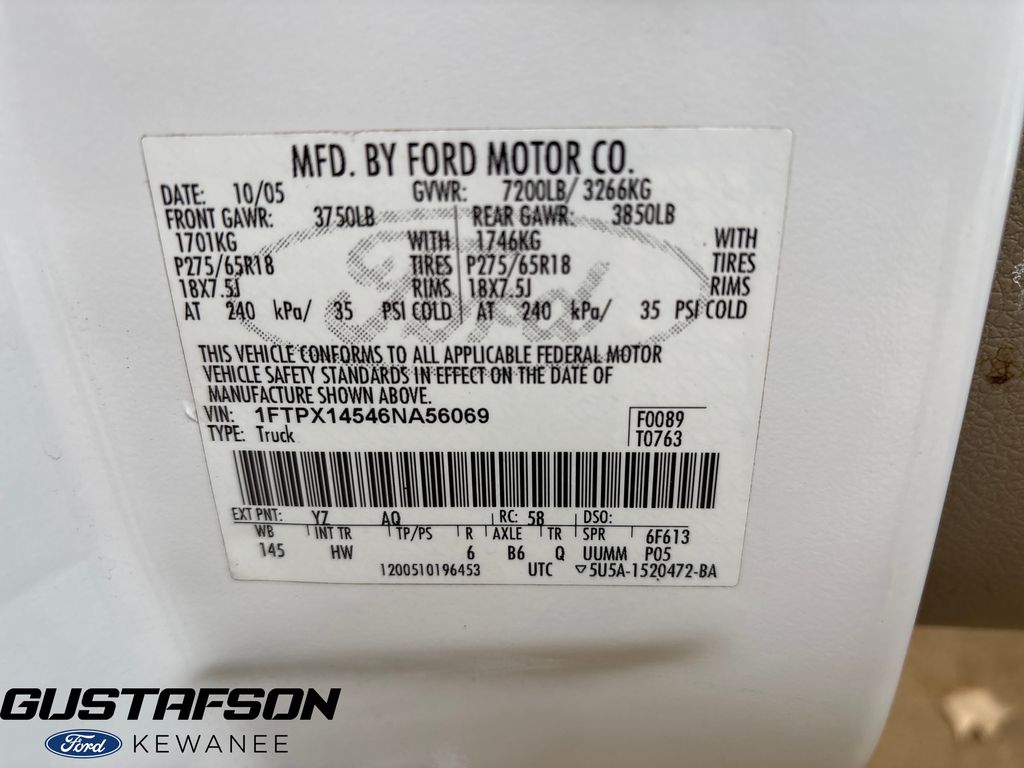 MFD. BY FORD MOTOR CO.
DATE: 10/05 GVWR: 7200LB/ 3266KG
FRONT GAWR: 3750LB REAR GAWR: 3850LB
1701KG WITH 1746KG WITH
P275/65R18 TIRES P275/65R18 TIRES
18X7.5J RIMS 18X7.5J RIMS
AT 240 kPa/ 35 PSI COLD AT 240 kPa/ 35 PSI COLD
Ford
THIS VEHICLE CONFORMS TO ALL APPLICABLE FEDERAL MOTOR
VEHICLE SAFETY STANDARDS IN EFFECT ON THE DATE OF
MANUFACTURE SHOWN ABOVE.
VIN: 1FTPX14546NA56069 F0089
TYPE: Truck T0763
EXT PNT: YZ AQ RC: 58 DSO:
WB INT TR TP/PS R AXLE TR SPR 6F613
145 HW 6 B6 Q UUMM P05
1200510196453 UTC ▽5U5A-1520472-BA
GUSTAFSON
Ford KEWANEE